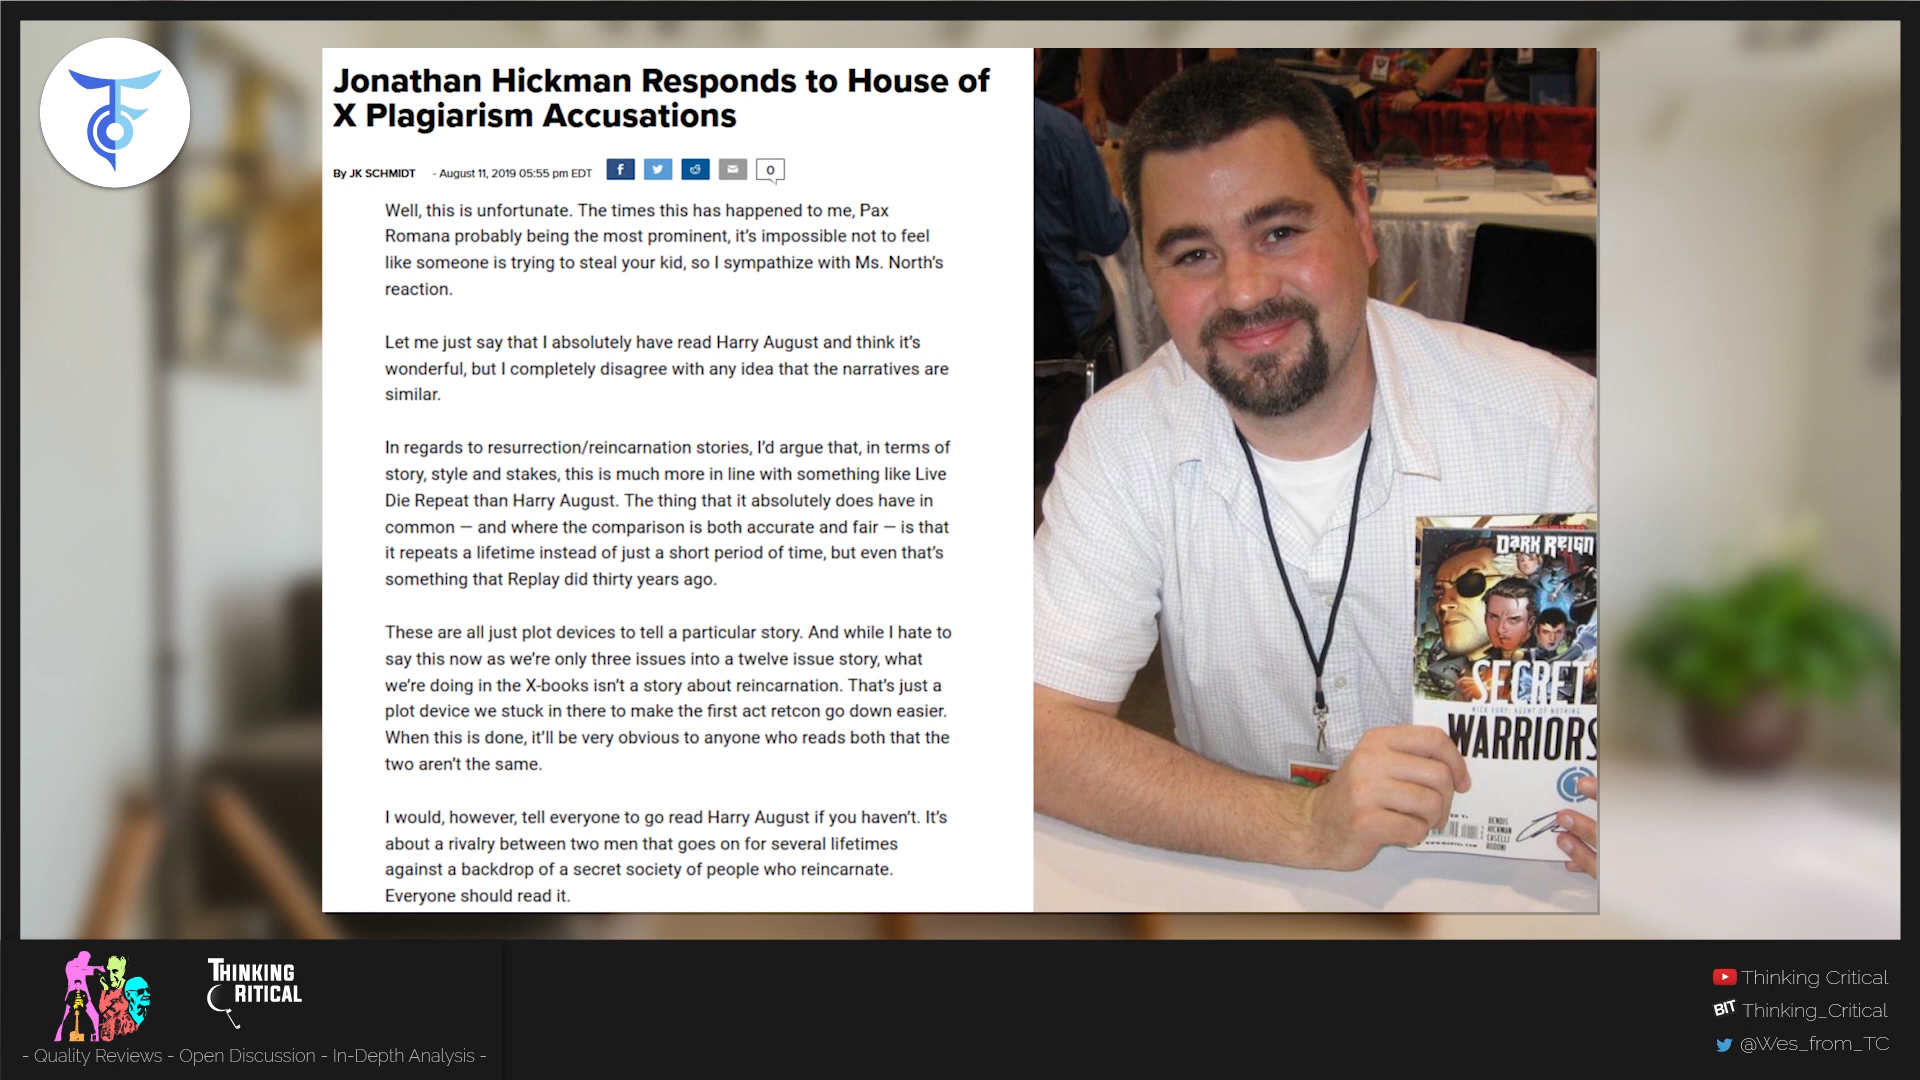 Jonathan Hickman Responds to House of
X Plagiarism Accusations
By JK SCHMIDT - August 11, 2019 05:55 pm EDT
0
Well, this is unfortunate. The times this has happened to me, Pax
Romana probably being the most prominent, it’s impossible not to feel
like someone is trying to steal your kid, so I sympathize with Ms. North’s
reaction.
Let me just say that I absolutely have read Harry August and think it’s
wonderful, but I completely disagree with any idea that the narratives are
similar.
In regards to resurrection/reincarnation stories, I’d argue that, in terms of
story, style and stakes, this is much more in line with something like Live
Die Repeat than Harry August. The thing that it absolutely does have in
common — and where the comparison is both accurate and fair — is that
it repeats a lifetime instead of just a short period of time, but even that’s
something that Replay did thirty years ago.
These are all just plot devices to tell a particular story. And while I hate to
say this now as we’re only three issues into a twelve issue story, what
we’re doing in the X-books isn’t a story about reincarnation. That’s just a
plot device we stuck in there to make the first act retcon go down easier.
When this is done, it’ll be very obvious to anyone who reads both that the
two aren’t the same.
I would, however, tell everyone to go read Harry August if you haven’t. It’s
about a rivalry between two men that goes on for several lifetimes
against a backdrop of a secret society of people who reincarnate.
Everyone should read it.
DARK REIGN
SECRET
NICK FURY: AGENT OF NOTHING
WARRIORS
1
BENDIS
HICKMAN
CASELLI
THINKING
CRITICAL
- Quality Reviews - Open Discussion - In-Depth Analysis -
Thinking Critical
BIT Thinking_Critical
@Wes_from_TC